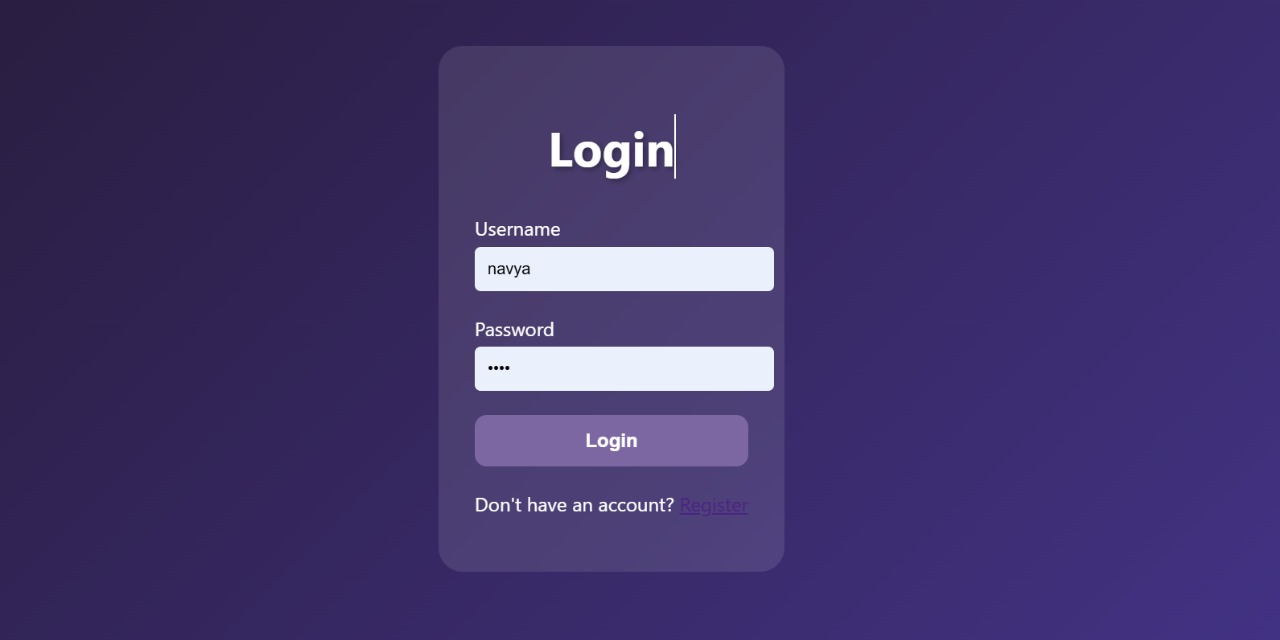 Login
Username
navya
Password
••••
Login
Don't have an account? Register